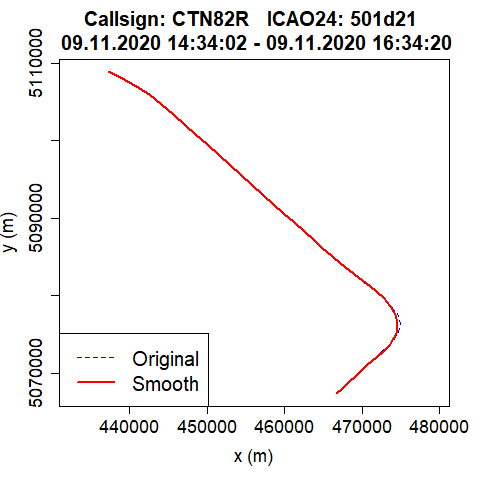 Callsign: CTN82R   ICAO24: 501d21
09.11.2020 14:34:02 - 09.11.2020 16:34:20
5110000
5090000
5070000
y (m)
Original
Smooth
440000 450000 460000 470000 480000
x (m)